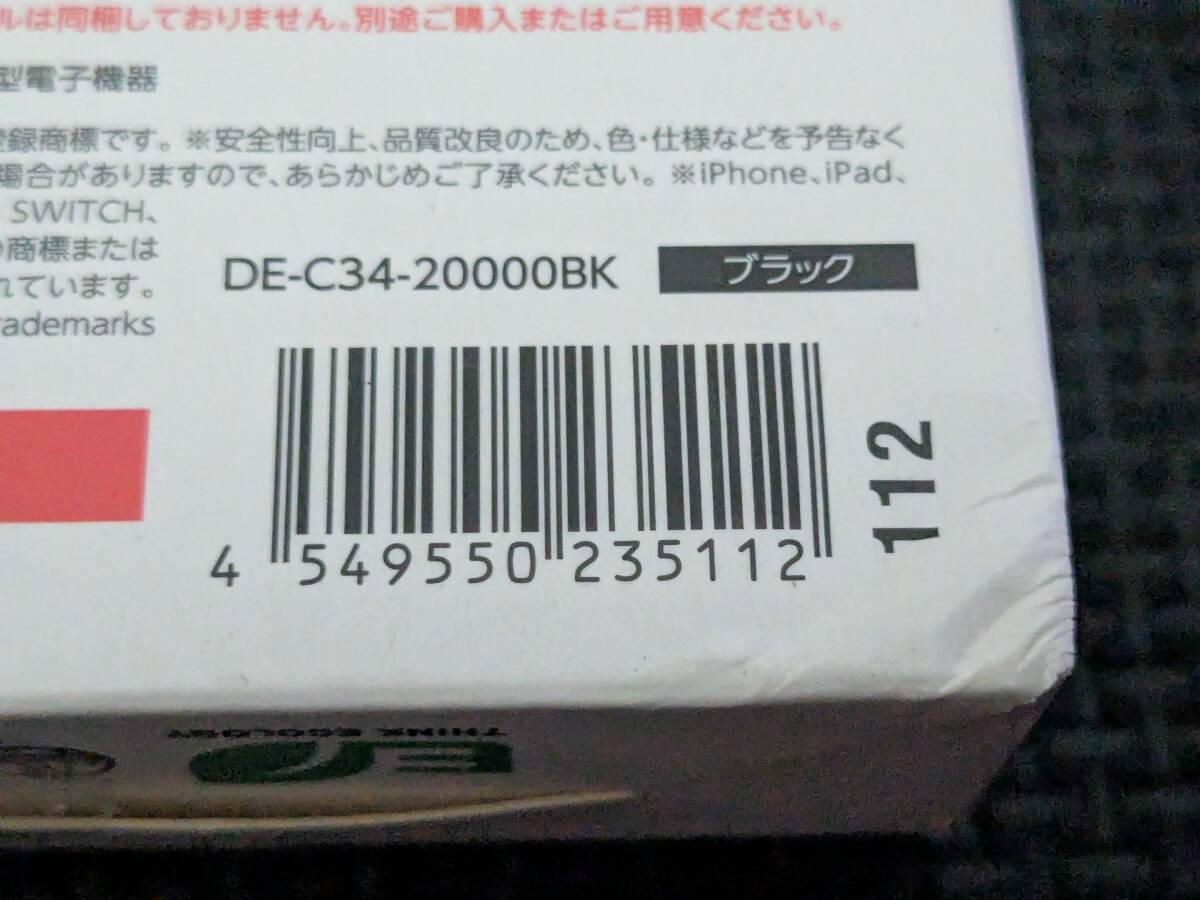 ルは同梱しておりません。別途ご購入またはご用意ください。
型電子機器
登録商標です。※安全性向上、品質改良のため、色・仕様などを予告なく
場合がありますので、あらかじめご了承ください。※iPhone、iPad、
SWITCH、
の商標または
れています。
rademarks
DE-C34-20000BK ブラック
4 549550 235112
112
THINK ECOLOGY